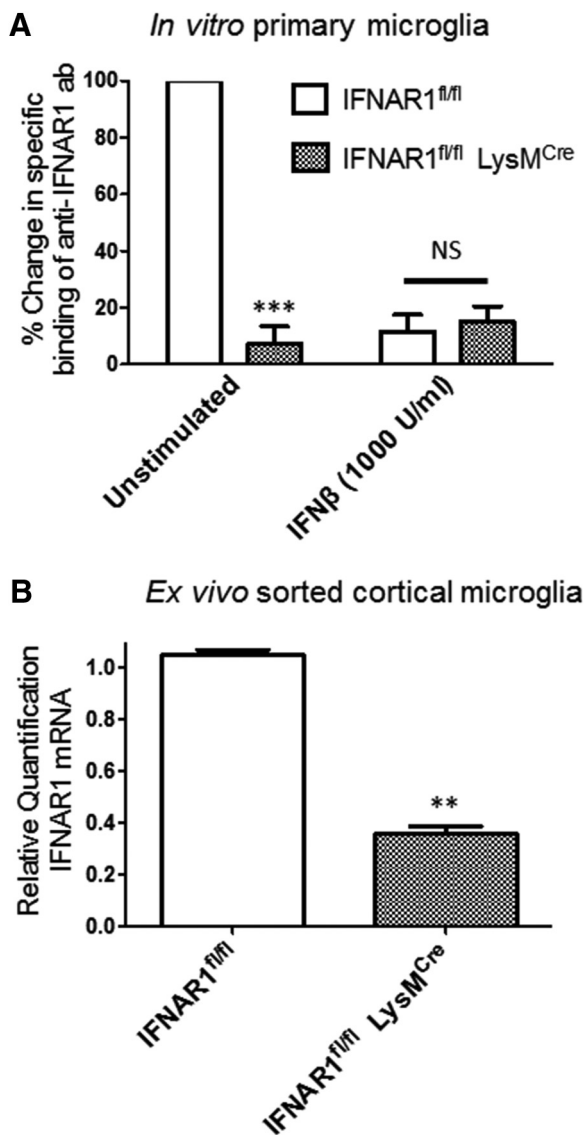 A
In vitro primary microglia
% Change in specific
binding of anti-IFNAR1 ab
100
80
60
40
20
0
IFNAR1fl/fl
IFNAR1fl/fl LysMCre
***
NS
Unstimulated
IFNβ (1000 U/ml)
B
Ex vivo sorted cortical microglia
Relative Quantification
IFNAR1 mRNA
1.0
0.8
0.6
0.4
0.2
0.0
**
IFNAR1fl/fl
IFNAR1fl/fl LysMCre